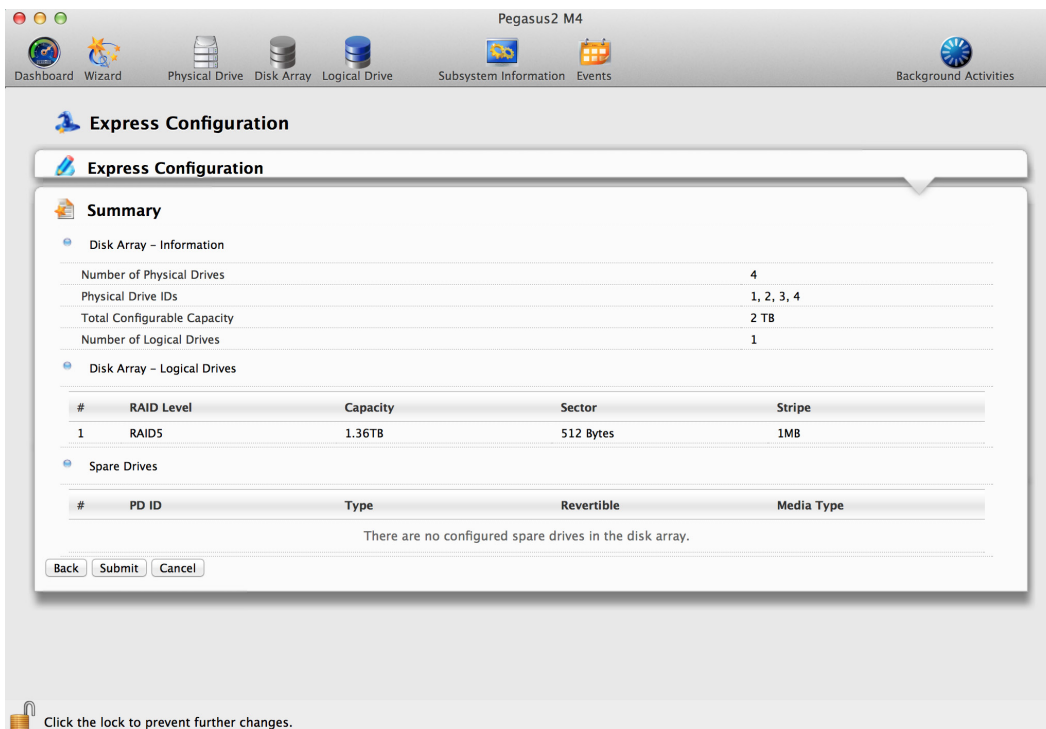 Pegasus2 M4
Dashboard Wizard Physical Drive Disk Array Logical Drive Subsystem Information Events Background Activities
Express Configuration
Express Configuration
Summary
Disk Array – Information
Number of Physical Drives 4
Physical Drive IDs 1, 2, 3, 4
Total Configurable Capacity 2 TB
Number of Logical Drives 1
Disk Array – Logical Drives
# RAID Level Capacity Sector Stripe
1 RAID5 1.36TB 512 Bytes 1MB
Spare Drives
# PD ID Type Revertible Media Type
There are no configured spare drives in the disk array.
Back Submit Cancel
Click the lock to prevent further changes.